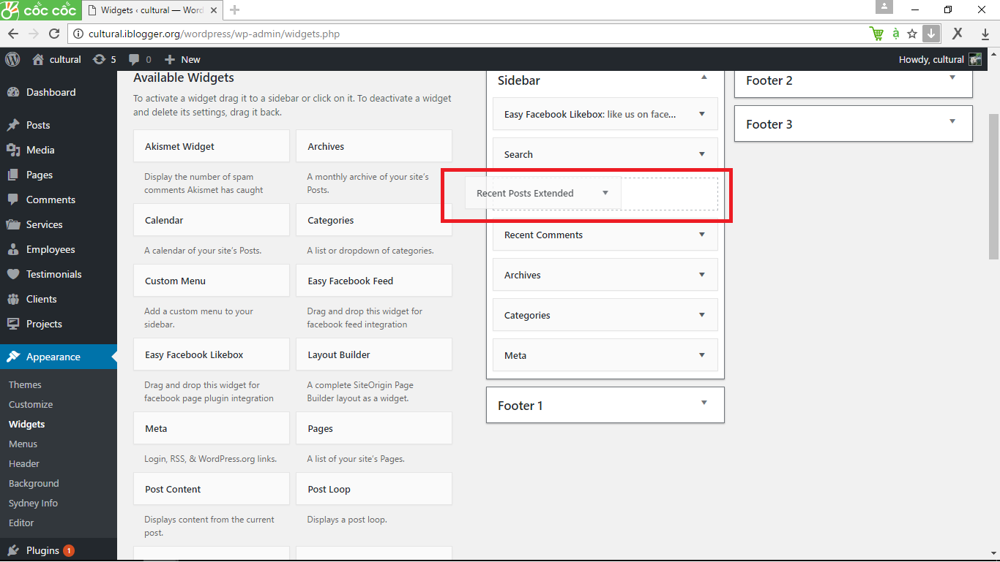 CỐC CỐC
Widgets ‹ cultural — Word
cultural.iblogger.org/wordpress/wp-admin/widgets.php
cultural
5
0
New
Howdy, cultural
Dashboard
Posts
Media
Pages
Comments
Services
Employees
Testimonials
Clients
Projects
Appearance
Themes
Customize
Widgets
Menus
Header
Background
Sydney Info
Editor
Plugins 1
Available Widgets
To activate a widget drag it to a sidebar or click on it. To deactivate a widget
and delete its settings, drag it back.
Akismet Widget
Display the number of spam
comments Akismet has caught
Archives
A monthly archive of your site's
Posts.
Calendar
A calendar of your site's Posts.
Categories
A list or dropdown of categories.
Custom Menu
Add a custom menu to your
sidebar.
Easy Facebook Feed
Drag and drop this widget for
facebook feed integration
Easy Facebook Likebox
Drag and drop this widget for
facebook page plugin integration
Layout Builder
A complete SiteOrigin Page
Builder layout as a widget.
Meta
Login, RSS, & WordPress.org links.
Pages
A list of your site's Pages.
Post Content
Displays content from the current
post.
Post Loop
Displays a post loop.
Sidebar
Easy Facebook Likebox: like us on face...
Search
Recent Posts Extended
Recent Comments
Archives
Categories
Meta
Footer 1
Footer 2
Footer 3